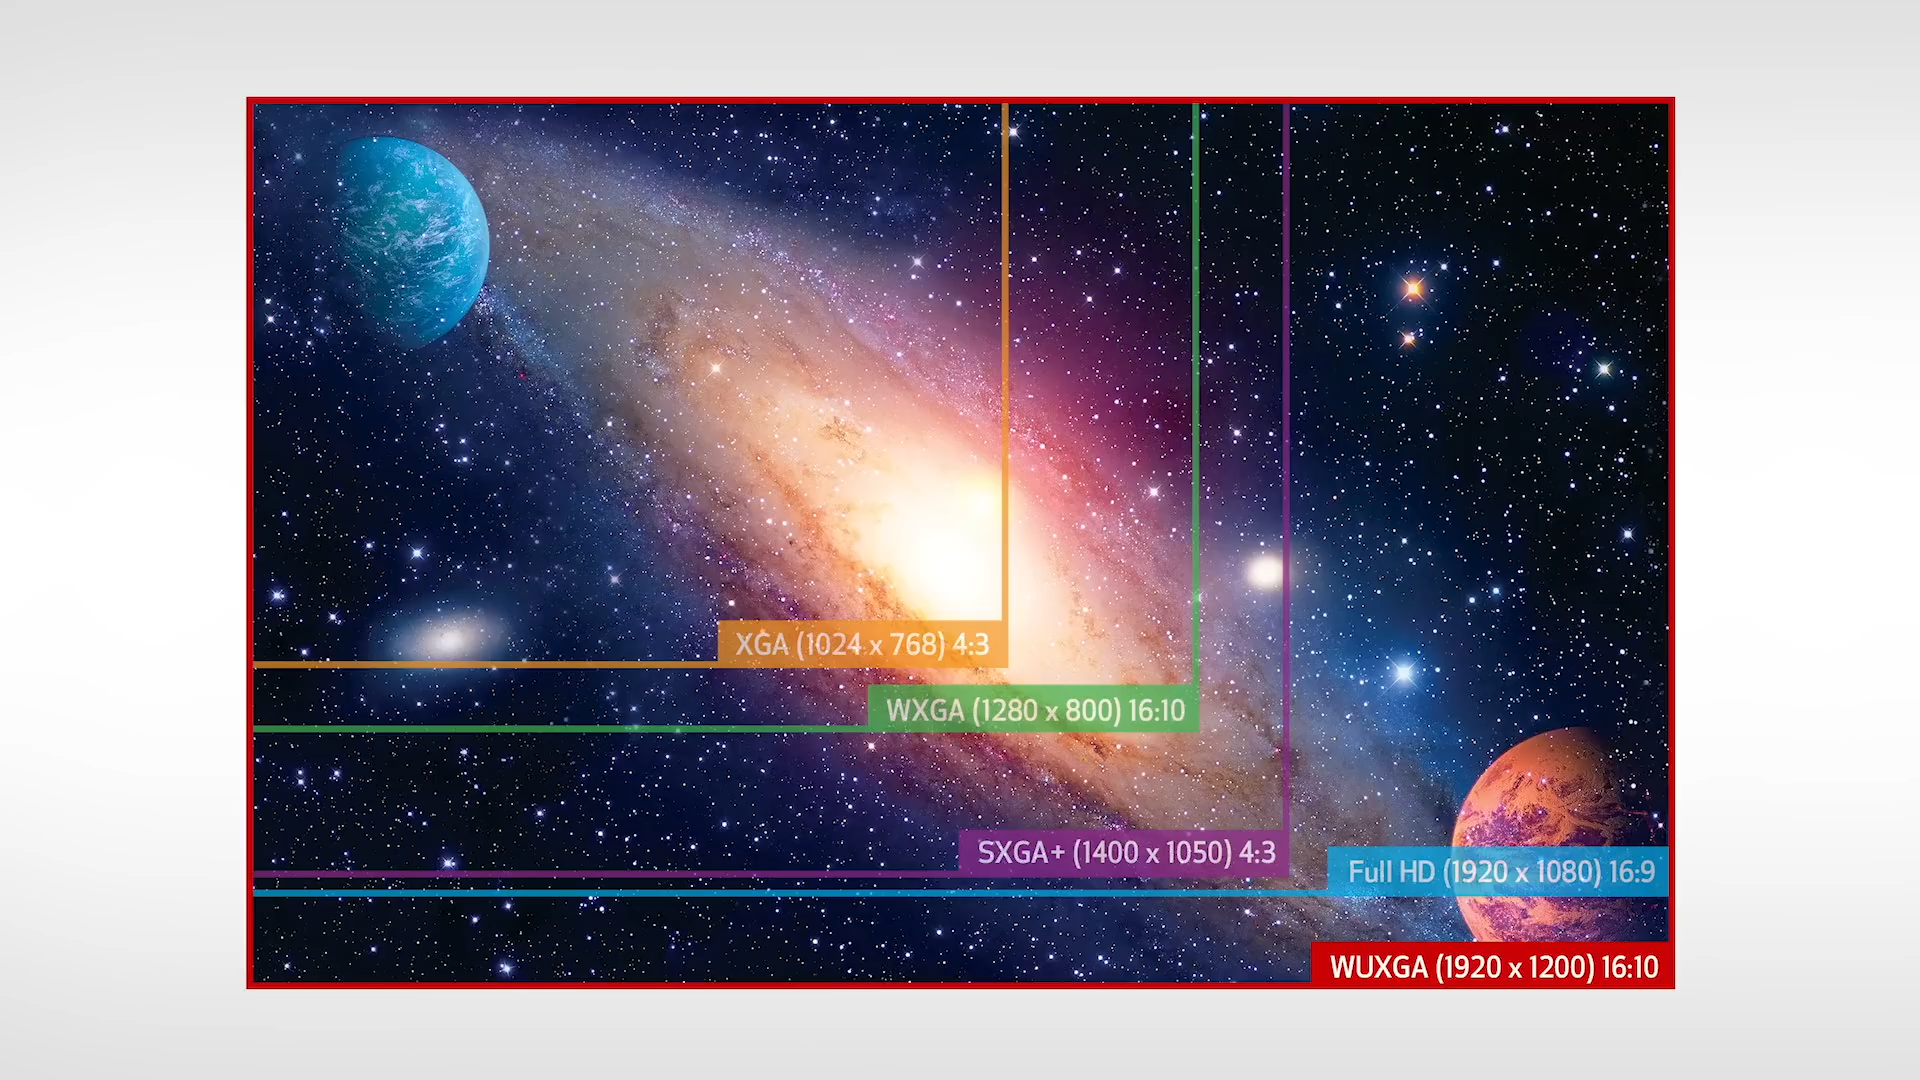 XGA (1024 x 768) 4:3
WXGA (1280 x 800) 16:10
SXGA+ (1400 x 1050) 4:3
Full HD (1920 x 1080) 16:9
WUXGA (1920 x 1200) 16:10